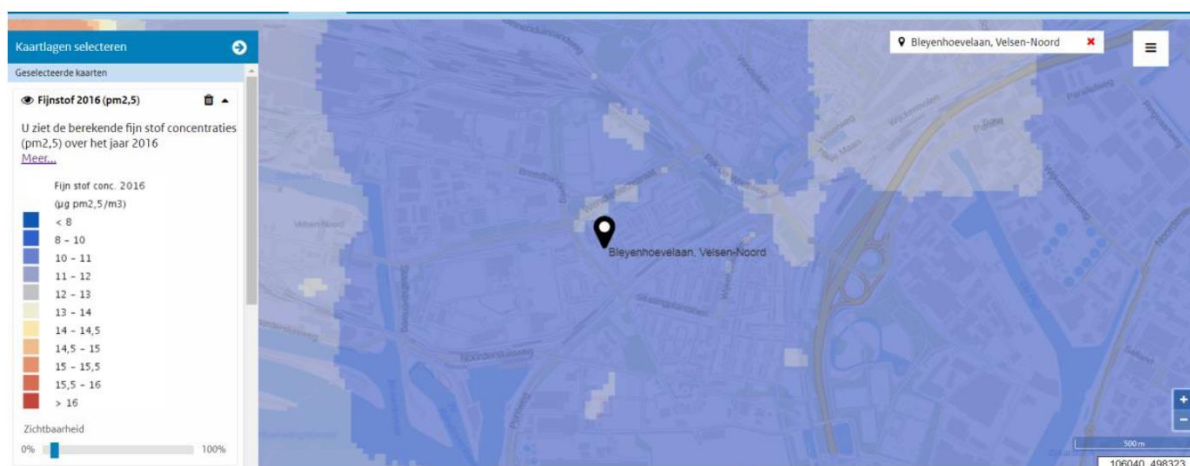 Kaartlagen selecteren
Geselecteerde kaarten
Fijnstof 2016 (pm2,5)
U ziet de berekende fijn stof concentraties
(pm2,5) over het jaar 2016
Meer...
Fijn stof conc. 2016
(µg pm2,5/m3)
< 8
8 - 10
10 - 11
11 - 12
12 - 13
13 - 14
14 - 14,5
14,5 - 15
15 - 15,5
15,5 - 16
> 16
Zichtbaarheid
0%
100%
Bleyenhoevelaan, Velsen-Noord
Bleyenhoevelaan, Velsen-Noord
Velsen-Noord
Noordersluisweg
500 m
106040, 498323